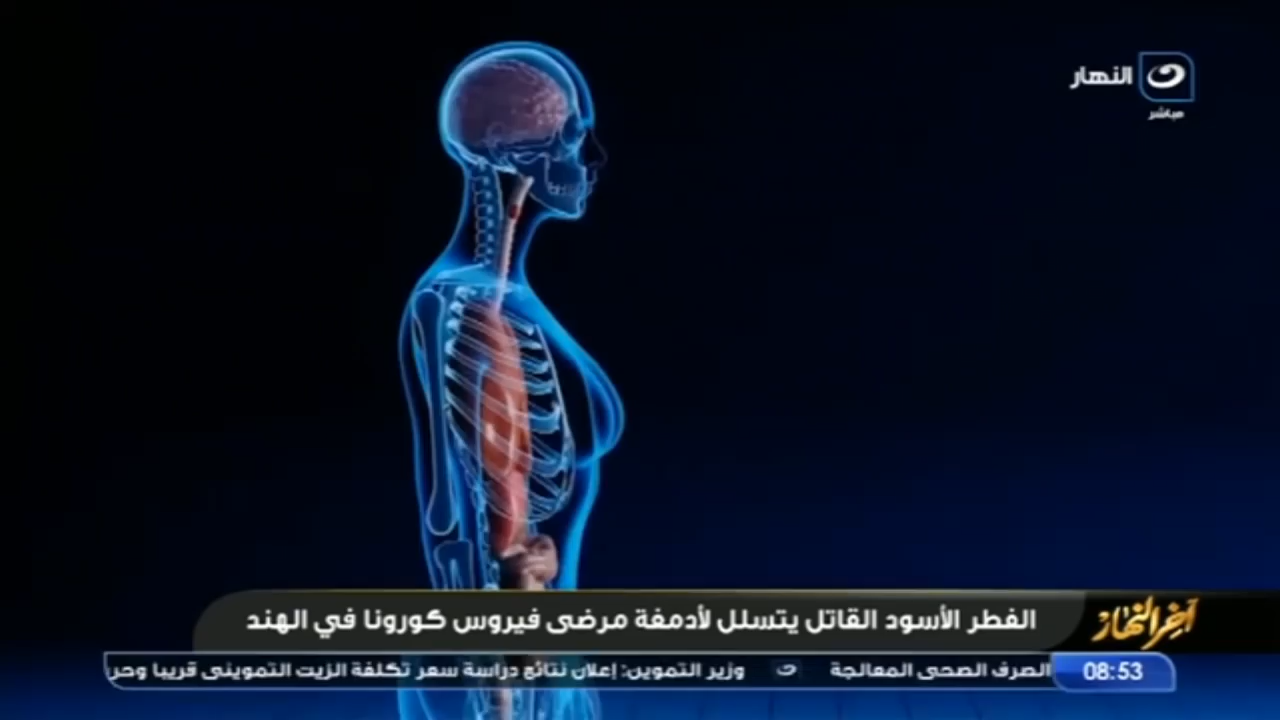 النهار
مباشر
الفطر الأسود القاتل يتسلل لأدمغة مرضى فيروس كورونا في الهند
آخر النهار
الصرف الصحى المعالجة وزير التموين: إعلان نتائج دراسة سعر تكلفة الزيت التموينى قريبا وحر
08:53